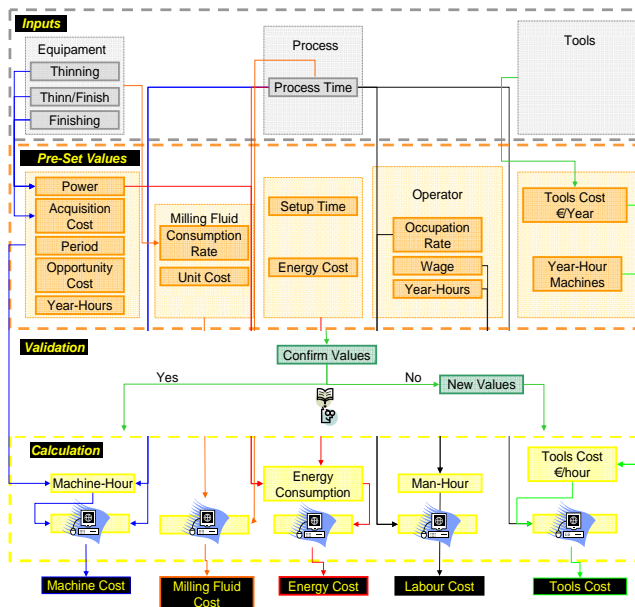 Inputs
Equipament
Process
Tools
Thinning
Thinn/Finish
Finishing
Process Time
Pre-Set Values
Power
Acquisition
Cost
Period
Opportunity
Cost
Year-Hours
Milling Fluid
Consumption
Rate
Unit Cost
Setup Time
Energy Cost
Operator
Occupation
Rate
Wage
Year-Hours
Tools Cost
€/Year
Year-Hour
Machines
Validation
Confirm Values
Yes
No
New Values
Calculation
Machine-Hour
Energy
Consumption
Man-Hour
Tools Cost
€/hour
Machine Cost
Milling Fluid
Cost
Energy Cost
Labour Cost
Tools Cost